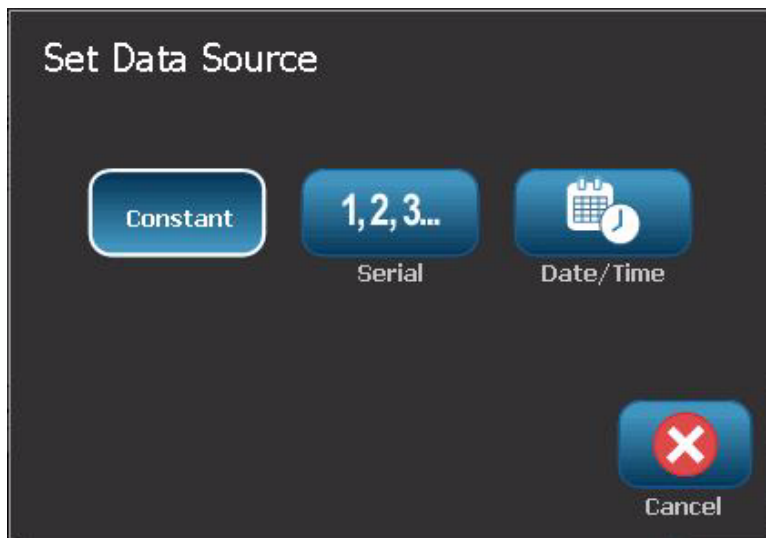 Set Data Source
Constant
1, 2, 3...
Serial
Date/Time
Cancel